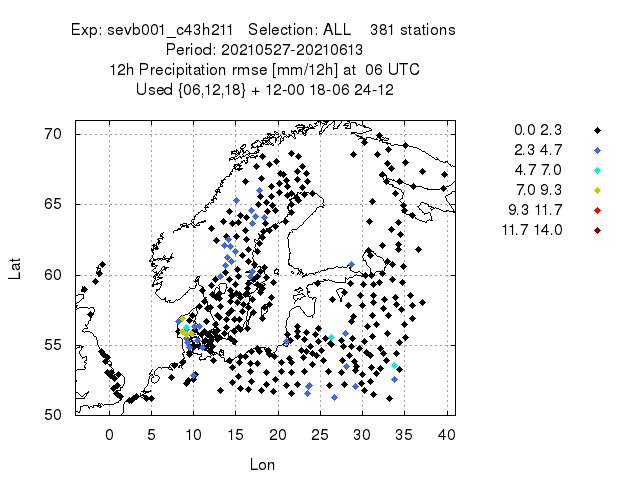 Exp: sevb001_c43h211 Selection: ALL 381 stations
Period: 20210527-20210613
12h Precipitation rmse [mm/12h] at 06 UTC
Used {06,12,18} + 12-00 18-06 24-12
70
65
60
55
50
Lat
0 5 10 15 20 25 30 35 40
Lon
0.0 2.3
2.3 4.7
4.7 7.0
7.0 9.3
9.3 11.7
11.7 14.0